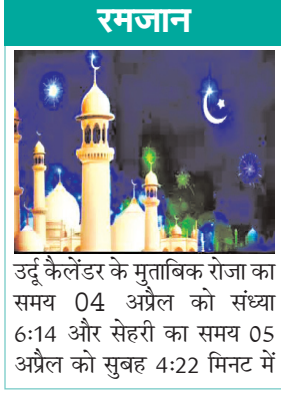 रमजान
उर्दू कैलेंडर के मुताबिक रोजा का
समय 04 अप्रैल को संध्या
6:14 और सेहरी का समय 05
अप्रैल को सुबह 4:22 मिनट में